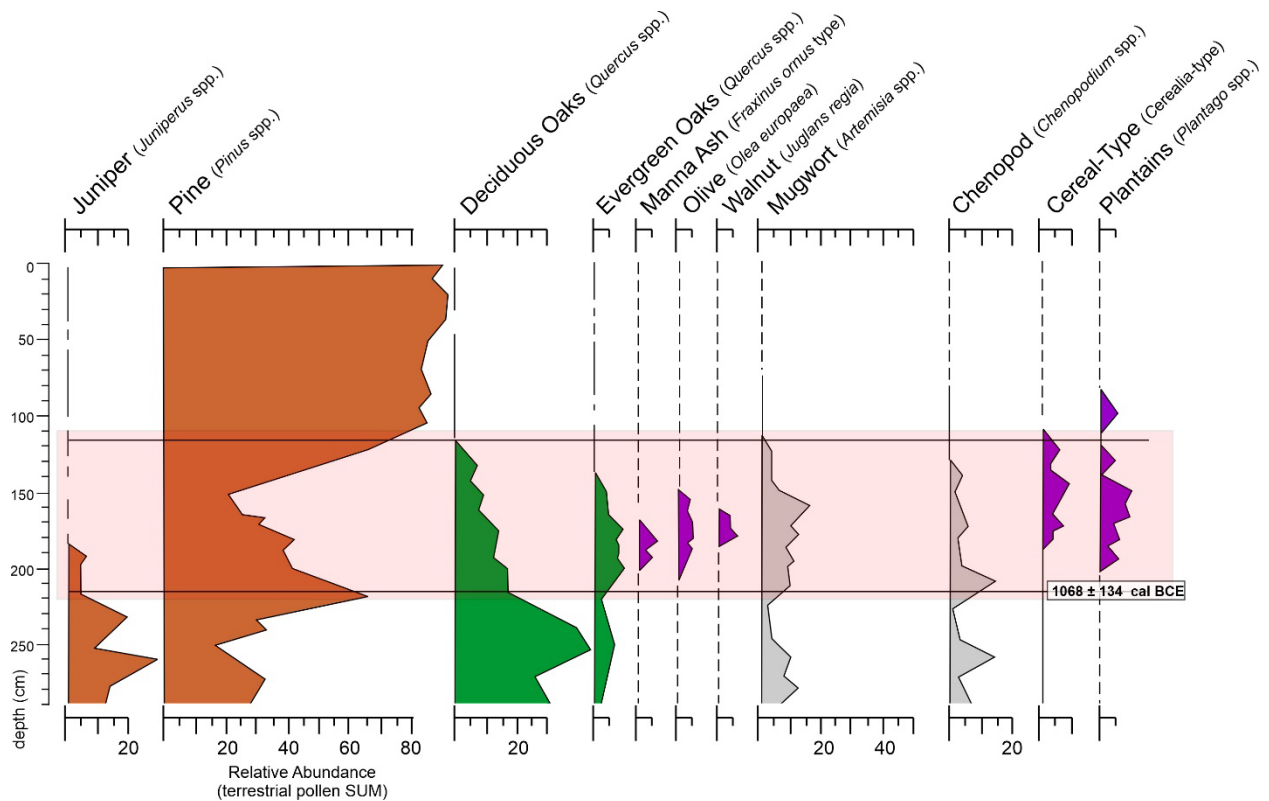 Juniper (Juniperus spp.)
Pine (Pinus spp.)
Deciduous Oaks (Quercus spp.)
Evergreen Oaks (Quercus spp.)
Manna Ash (Fraxinus ornus type)
Olive (Olea europaea)
Walnut (Juglans regia)
Mugwort (Artemisia spp.)
Chenopod (Chenopodium spp.)
Cereal-Type (Cerealia-type)
Plantains (Plantago spp.)
0
50
100
150
200
250
depth (cm)
1068 ± 134 cal BCE
20
20 40 60 80
20
20 40
20
Relative Abundance
(terrestrial pollen SUM)